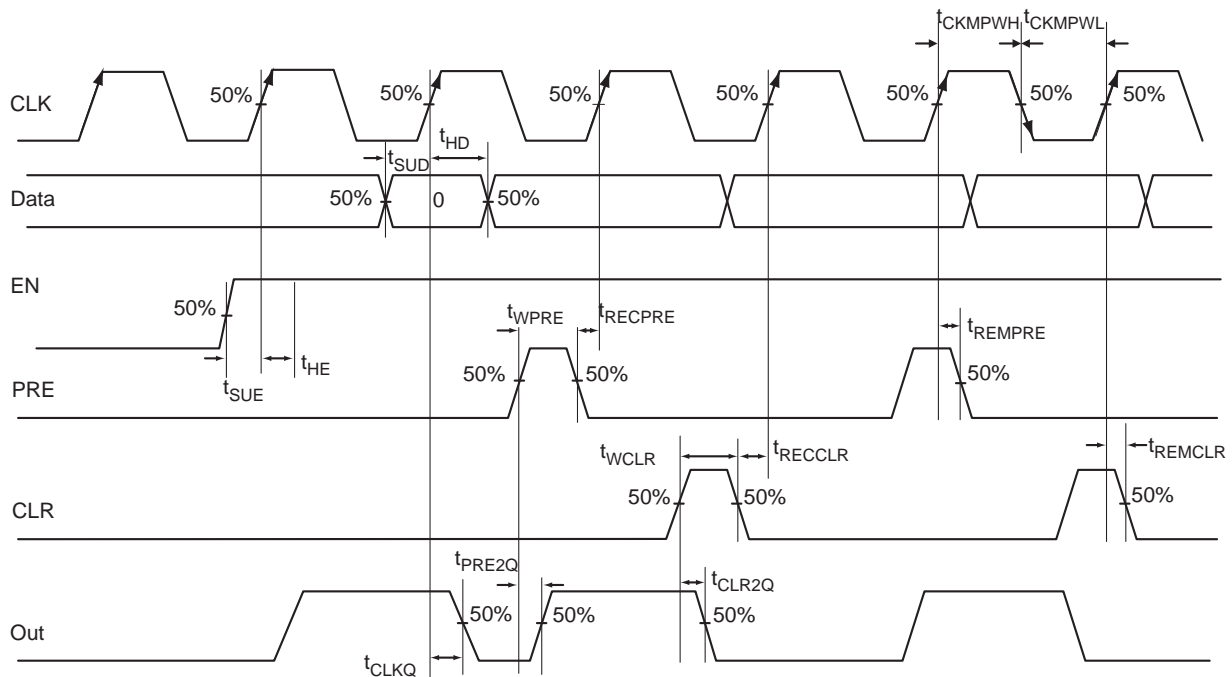 tCKMPWH tCKMPWL
CLK
50% 50% 50% 50% 50% 50% 50%
tSUD tHD
Data
50% 0 50%
EN
50%
tSUE tHE
tWPRE tRECPRE tREMPRE
PRE
50% 50% 50%
tWCLR tRECCLR tREMCLR
CLR
50% 50% 50%
tPRE2Q tCLR2Q
Out
50% 50% 50%
tCLKQ